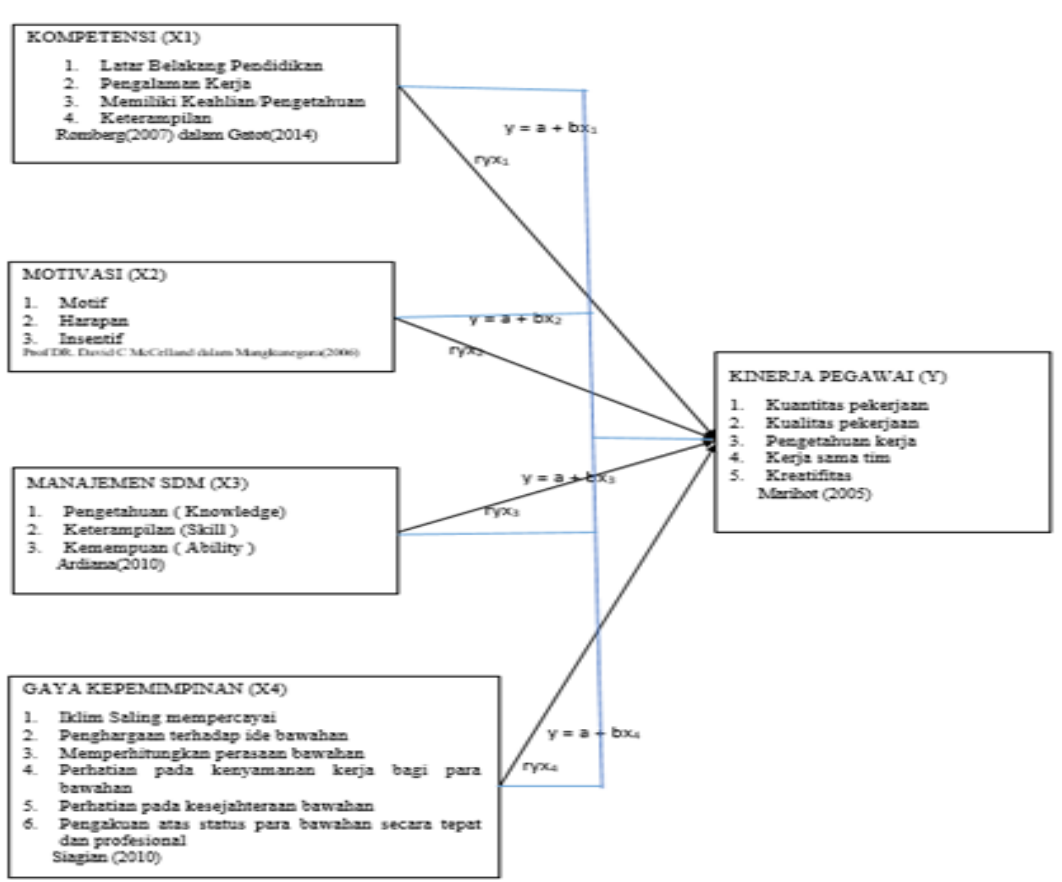 KOMPETENSI (X1)
1. Latar Belakang Pendidikan
2. Pengalaman Kerja
3. Memiliki Keahlian/Pengetahuan
4. Keterampilan
Romberg(2007) dalam Gatot(2014)
y = a + bx₁
ryx₁
MOTIVASI (X2)
1. Motif
2. Harapan
3. Insentif
Prof DR. David C McClelland dalam Mangkunegara(2006)
y = a + bx₂
ryx₂
MANAJEMEN SDM (X3)
1. Pengetahuan ( Knowledge)
2. Keterampilan (Skill )
3. Kemempuan ( Ability )
Ardiana(2010)
y = a + bx₃
ryx₃
GAYA KEPEMIMPINAN (X4)
1. Iklim Saling mempercayai
2. Penghargaan terhadap ide bawahan
3. Memperhitungkan perasaan bawahan
4. Perhatian pada kenyamanan kerja bagi para
bawahan
5. Perhatian pada kesejahteraan bawahan
6. Pengakuan atas status para bawahan secara tepat
dan profesional
Siagian (2010)
y = a + bx₄
ryx₄
KINERJA PEGAWAI (Y)
1. Kuantitas pekerjaan
2. Kualitas pekerjaan
3. Pengetahuan kerja
4. Kerja sama tim
5. Kreatifitas
Marihot (2005)